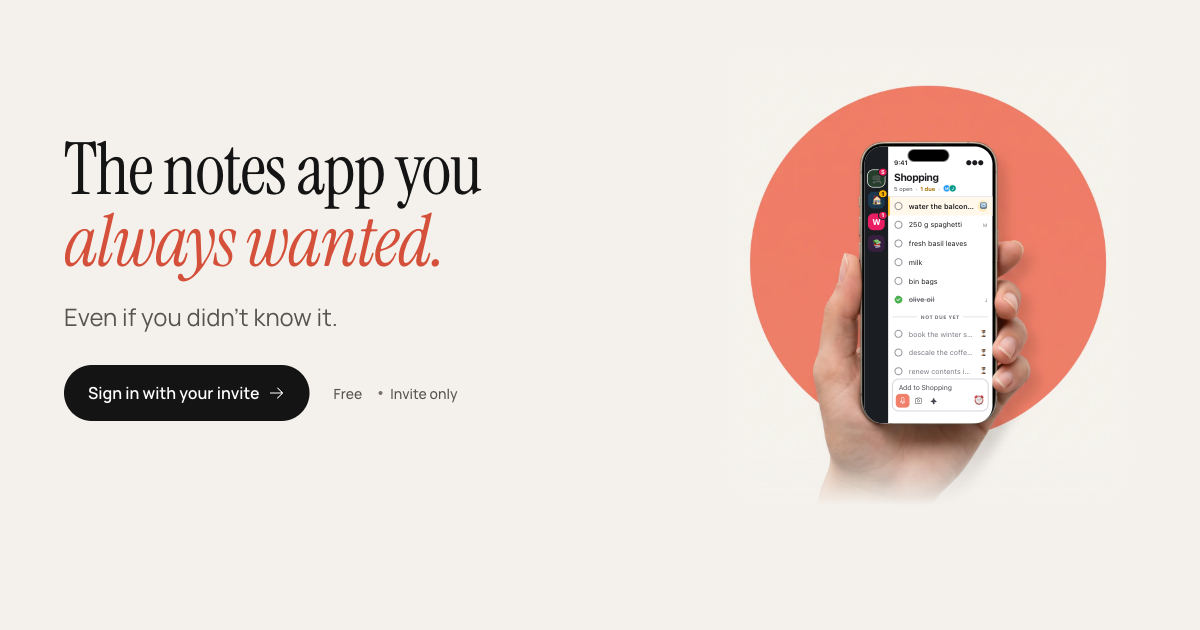 The notes app you
always wanted.
Even if you didn't know it.
Sign in with your invite →
Free • Invite only
9:41
Shopping
5 open · 1 due ·
water the balcon...
250 g spaghetti
fresh basil leaves
milk
bin bags
olive oil
NOT DUE YET
book the winter s...
descale the coffe...
renew contents i...
Add to Shopping
W